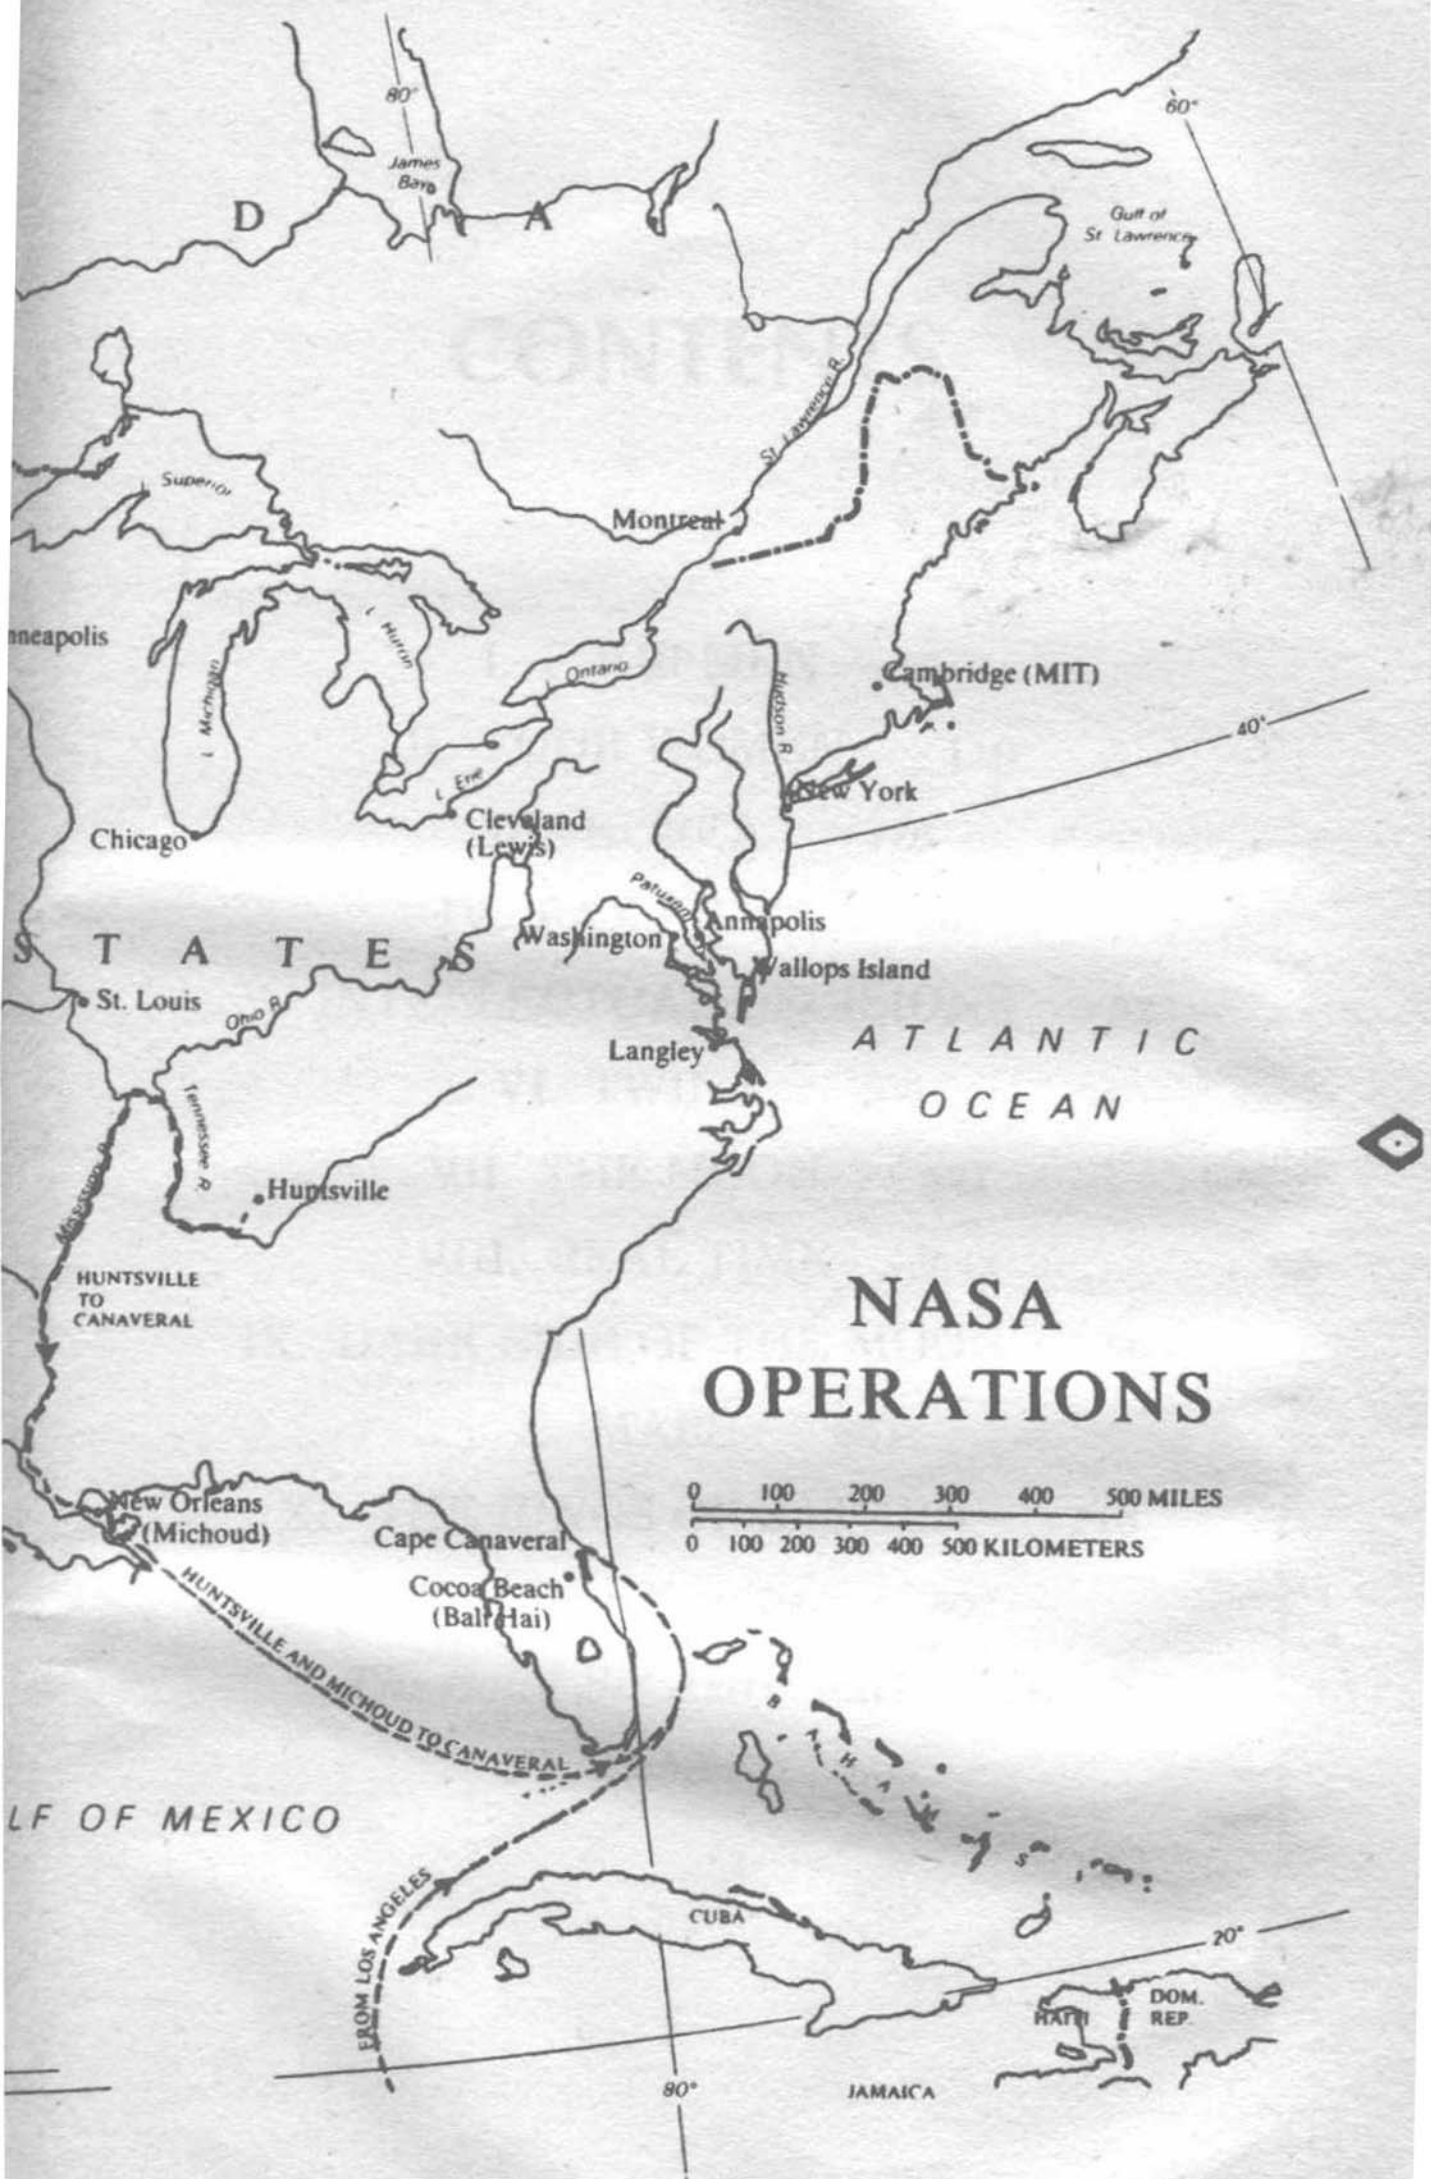 80°
60°
James
Bay
D
A
Gulf of
St Lawrence
St. Lawrence R.
L Superior
Montreal
nneapolis
L Huron
L Michigan
L Ontario
Hudson R
Cambridge (MIT)
40°
L Erie
New York
Cleveland
(Lewis)
Chicago
Patuxent
Annapolis
Washington
S T A T E S
Wallops Island
St. Louis
Ohio R
ATLANTIC
OCEAN
Langley
Tennessee R.
Mississippi R
Huntsville
HUNTSVILLE
TO
CANAVERAL
NASA
OPERATIONS
0 100 200 300 400 500 MILES
0 100 200 300 400 500 KILOMETERS
New Orleans
(Michoud)
Cape Canaveral
Cocoa Beach
(Bali Hai)
HUNTSVILLE AND MICHOUD TO CANAVERAL
B A H A M A S
LF OF MEXICO
FROM LOS ANGELES
CUBA
20°
HAITI
DOM.
REP.
80°
JAMAICA